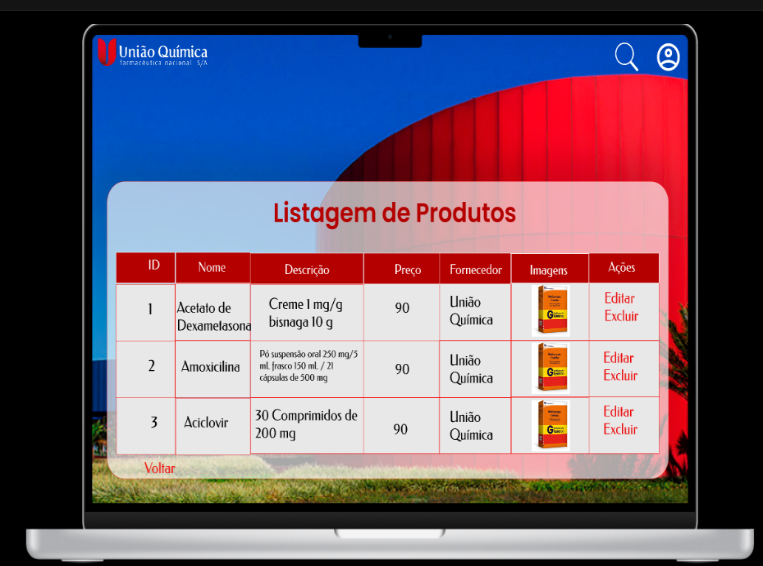 União Química
farmacêutica nacional S/A
Listagem de Produtos
ID Nome Descrição Preço Fornecedor Imagens Ações
1
Acetato de
Dexametasona
Creme 1 mg/g
bisnaga 10 g
90
União
Química
G
Editar
Excluir
2
Amoxicilina
Pó suspensão oral 250 mg/5
mL frasco 150 mL / 21
cápsulas de 500 mg
90
União
Química
G
Editar
Excluir
3
Aciclovir
30 Comprimidos de
200 mg
90
União
Química
G
Editar
Excluir
Voltar